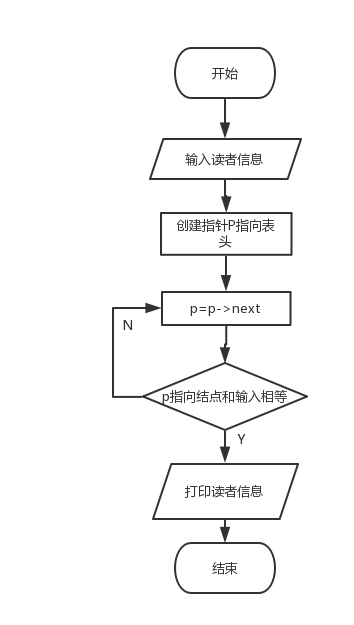 开始
输入读者信息
创建指针P指向表
头
p=p->next
N
p指向结点和输入相等
Y
打印读者信息
结束